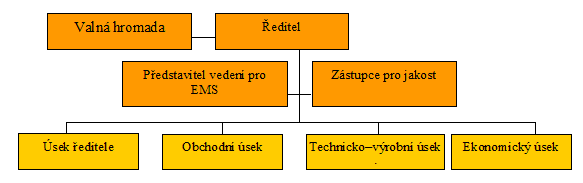 Valná hromada
Ředitel
Představitel vedení pro
EMS
Zástupce pro jakost
Úsek ředitele
Obchodní úsek
Technicko–výrobní úsek
.
Ekonomický úsek